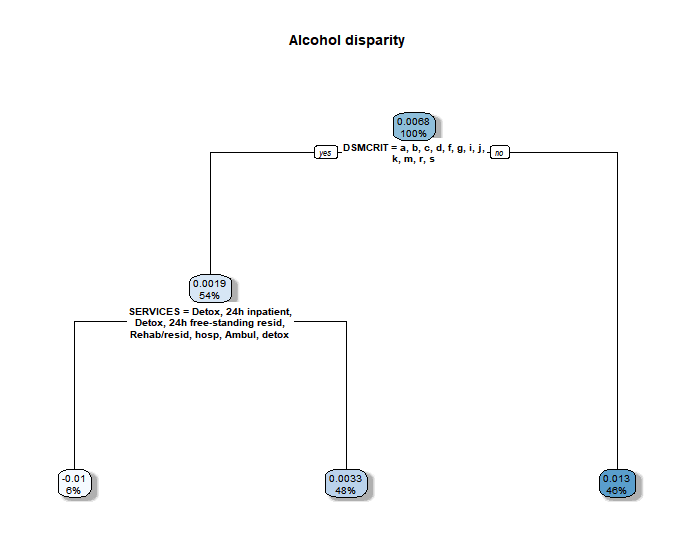 Alcohol disparity
0.0068
100%
yes
DSMCRIT = a, b, c, d, f, g, i, j,
k, m, r, s
no
0.0019
54%
SERVICES = Detox, 24h inpatient,
Detox, 24h free-standing resid,
Rehab/resid, hosp, Ambul, detox
-0.01
6%
0.0033
48%
0.013
46%